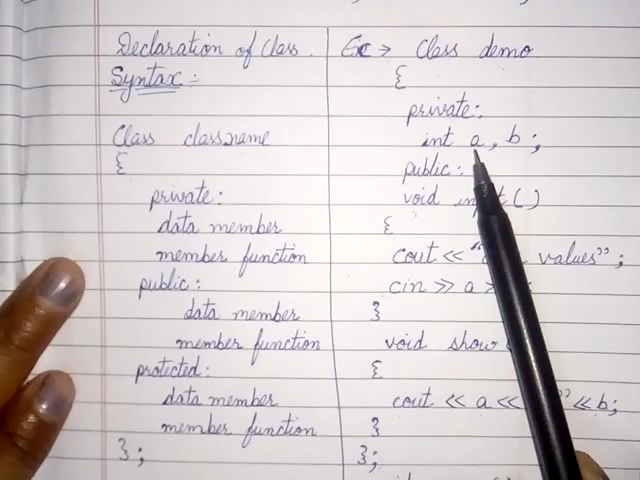 Declaration of Class.
Syntax:-
Class classname
{
private:
data member
member function
public:
data member
member function
protected:
data member
member function
};
Ex → Class demo
{
private:
int a, b;
public:
void ()
{
cout << " values";
cin >> a >
}
void show
{
cout << a << " << b;
}
};